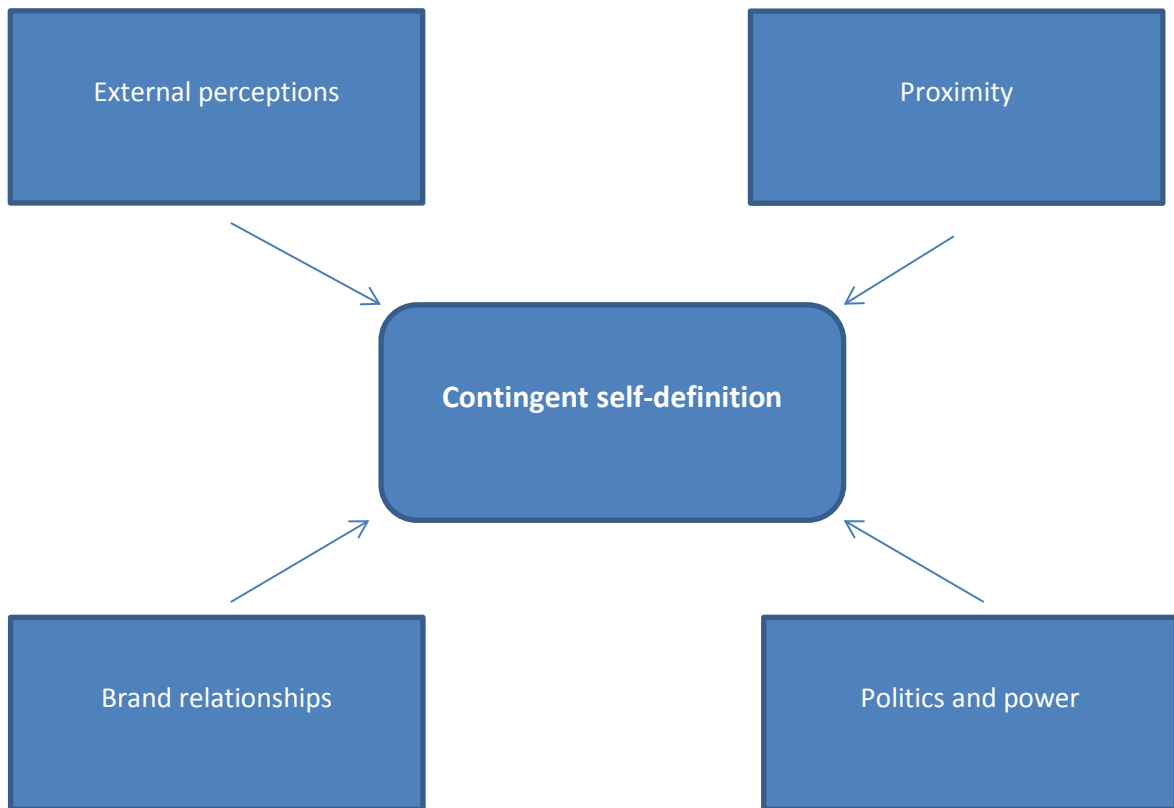 External perceptions
Proximity
Contingent self-definition
Brand relationships
Politics and power